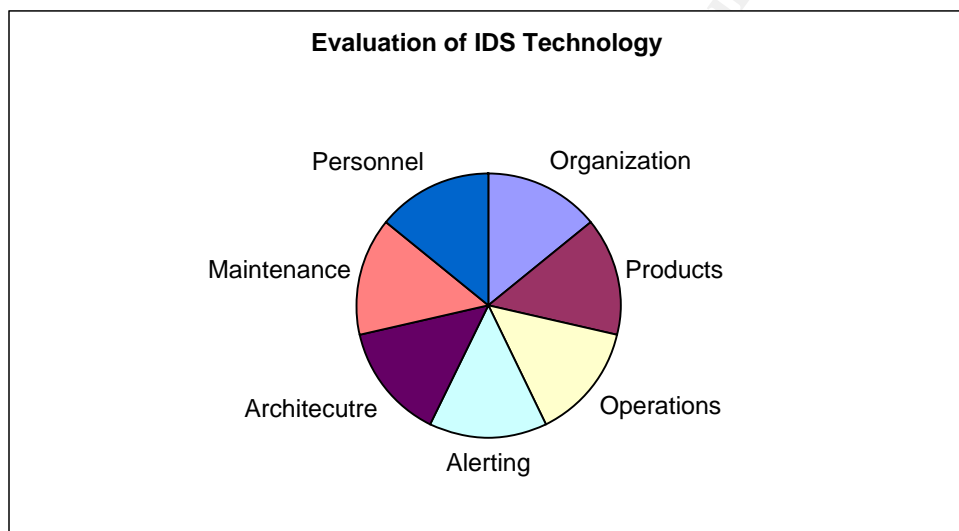 Evaluation of IDS Technology
Personnel
Organization
Maintenance
Products
Architecutre
Operations
Alerting